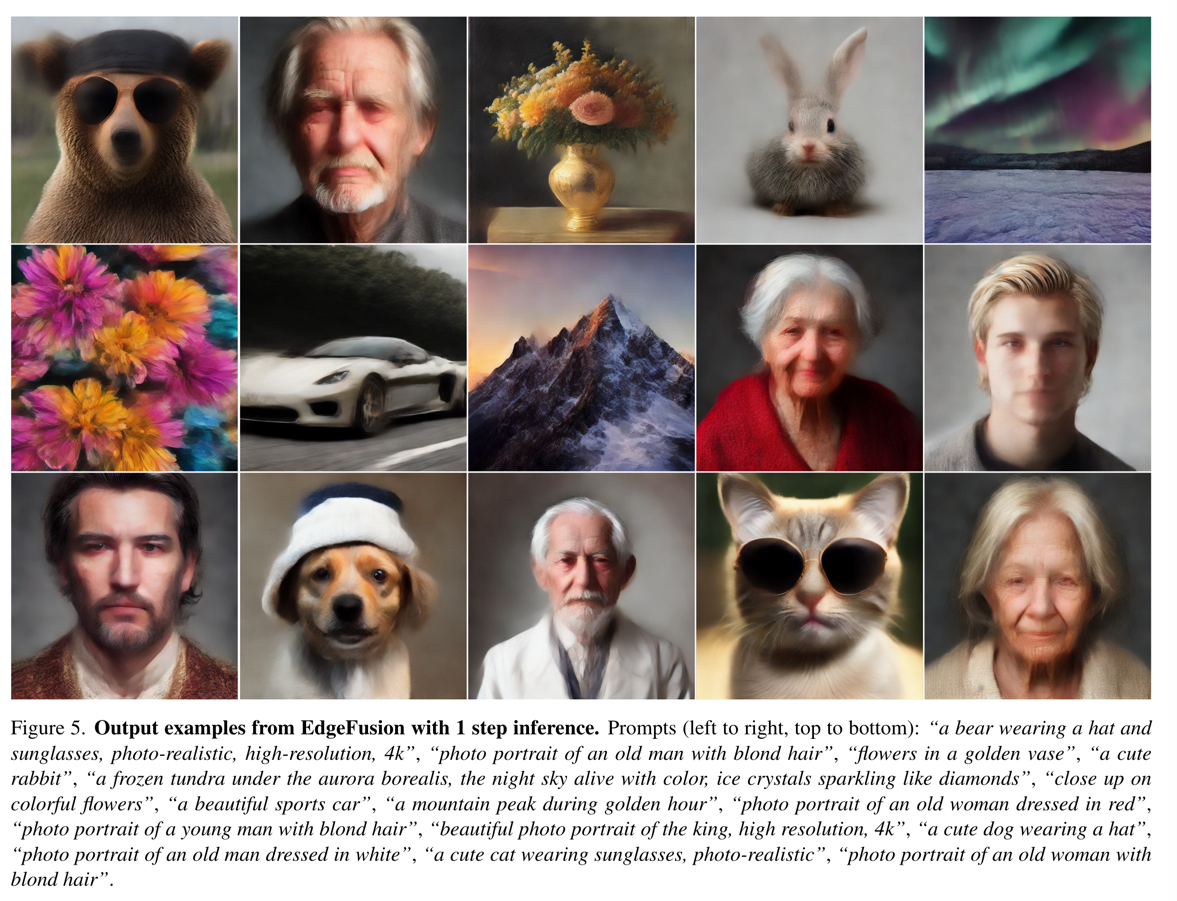 Figure 5. Output examples from EdgeFusion with 1 step inference. Prompts (left to right, top to bottom): “a bear wearing a hat and
sunglasses, photo-realistic, high-resolution, 4k”, “photo portrait of an old man with blond hair”, “flowers in a golden vase”, “a cute
rabbit”, “a frozen tundra under the aurora borealis, the night sky alive with color, ice crystals sparkling like diamonds”, “close up on
colorful flowers”, “a beautiful sports car”, “a mountain peak during golden hour”, “photo portrait of an old woman dressed in red”,
“photo portrait of a young man with blond hair”, “beautiful photo portrait of the king, high resolution, 4k”, “a cute dog wearing a hat”,
“photo portrait of an old man dressed in white”, “a cute cat wearing sunglasses, photo-realistic”, “photo portrait of an old woman with
blond hair”.